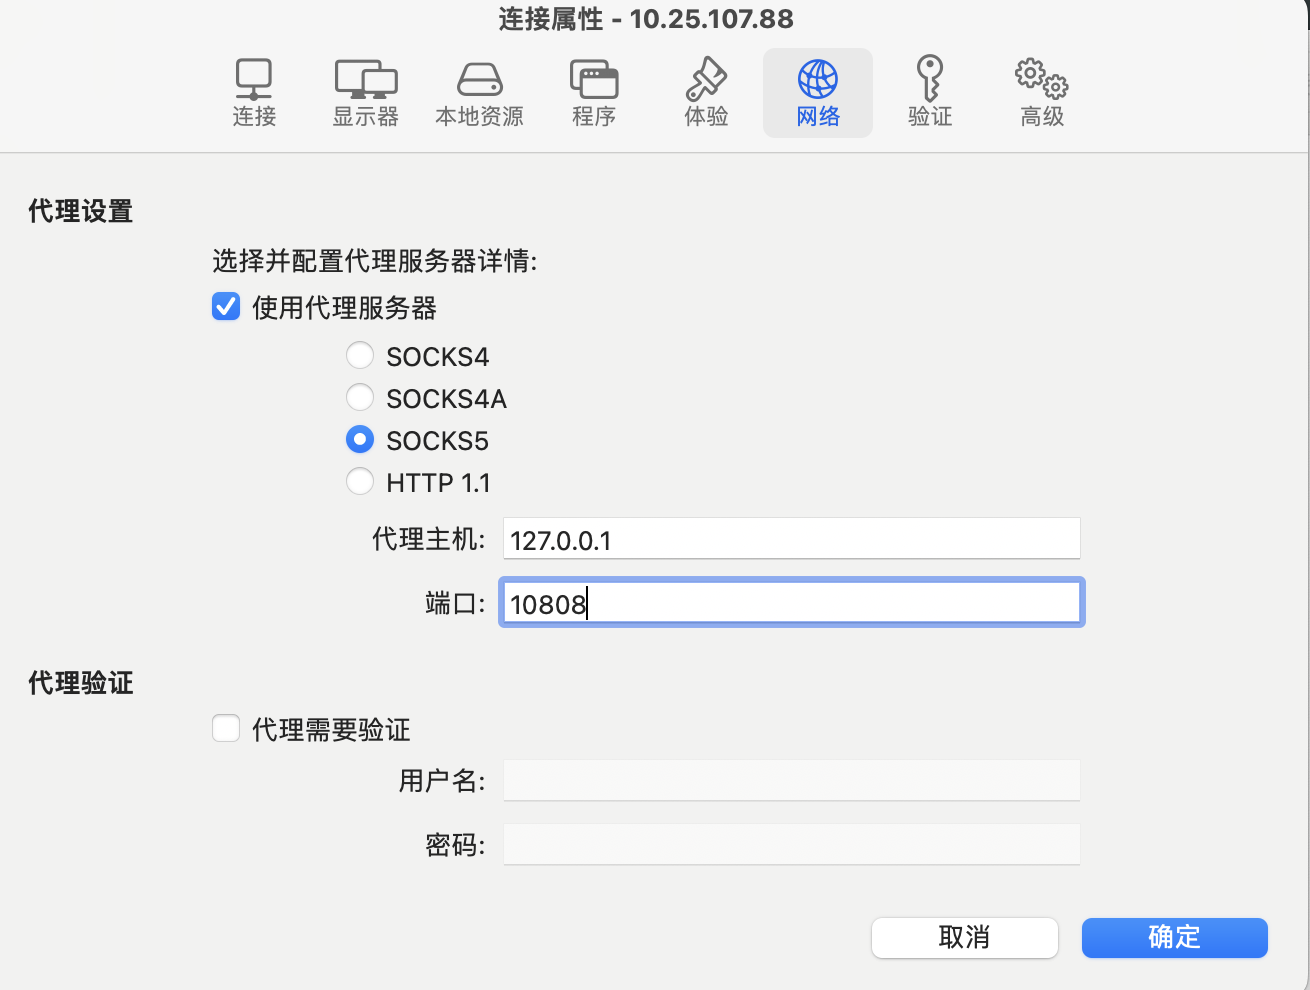 连接属性 - 10.25.107.88
连接 显示器 本地资源 程序 体验 网络 验证 高级
代理设置
选择并配置代理服务器详情:
使用代理服务器
SOCKS4
SOCKS4A
SOCKS5
HTTP 1.1
代理主机: 127.0.0.1
端口: 10808
代理验证
代理需要验证
用户名:
密码:
取消 确定